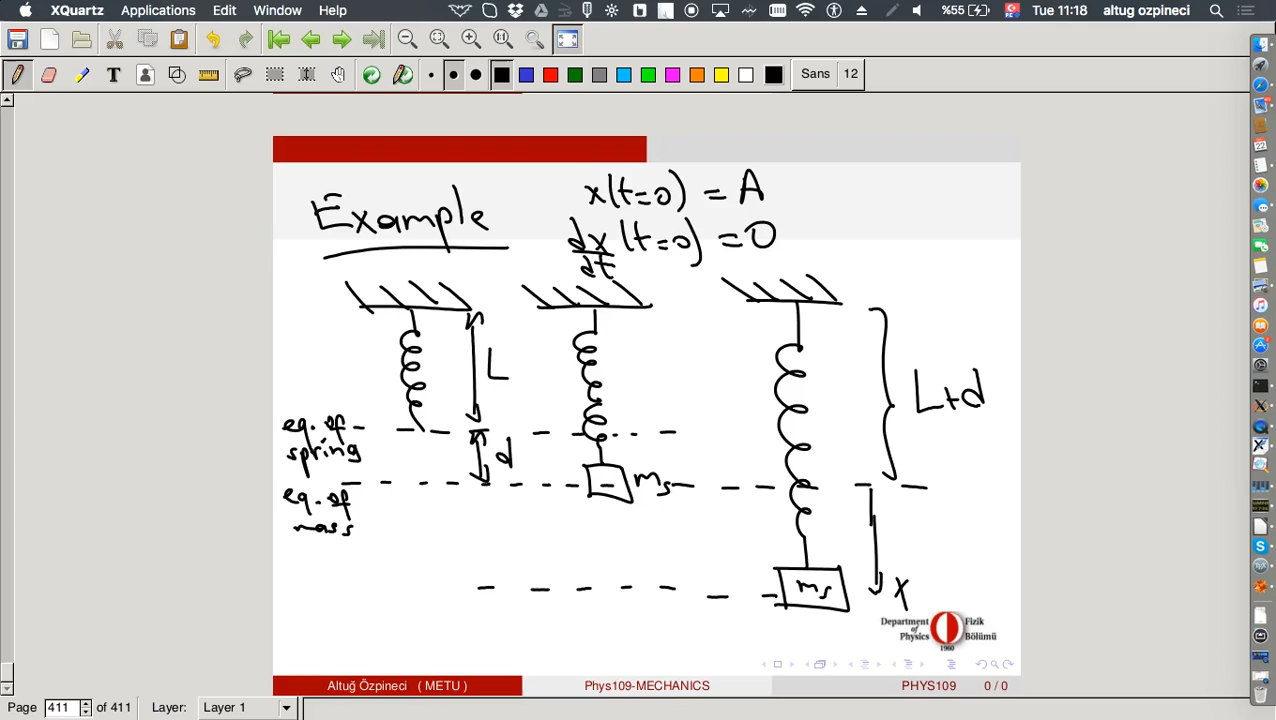 XQuartz Applications Edit Window Help
%55 Tue 11:18 altug ozpineci
Sans 12
Example
x(t=0) = A
dx/dt (t=0) = 0
L
L+d
eq. of
spring
d
eq. of
mass
ms
ms
x
Department
of
Physics
Fizik
Bölümü
1960
Altuğ Özpineci ( METU )
Phys109-MECHANICS
PHYS109
0 / 0
Page 411 of 411 Layer: Layer 1